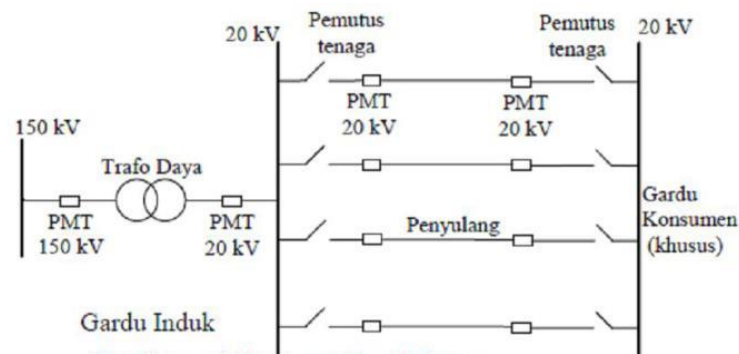 20 kV
Pemutus
tenaga
Pemutus
tenaga
20 kV
PMT
20 kV
PMT
20 kV
150 kV
Trafo Daya
PMT
150 kV
PMT
20 kV
Penyulang
Gardu
Konsumen
(khusus)
Gardu Induk